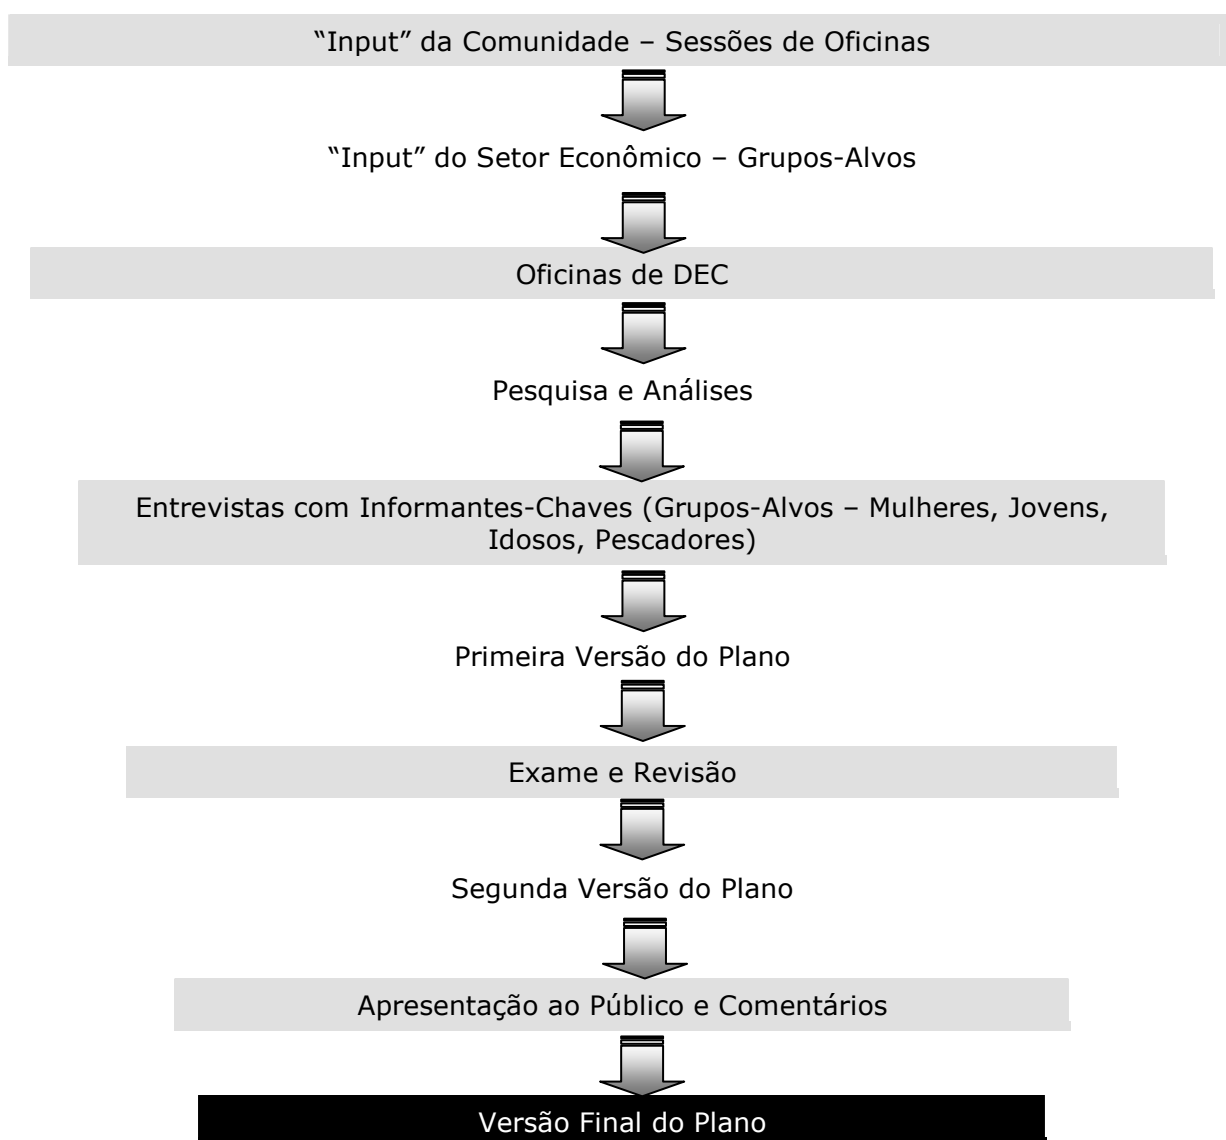 “Input” da Comunidade – Sessões de Oficinas
“Input” do Setor Econômico – Grupos-Alvos
Oficinas de DEC
Pesquisa e Análises
Entrevistas com Informantes-Chaves (Grupos-Alvos – Mulheres, Jovens,
Idosos, Pescadores)
Primeira Versão do Plano
Exame e Revisão
Segunda Versão do Plano
Apresentação ao Público e Comentários
Versão Final do Plano